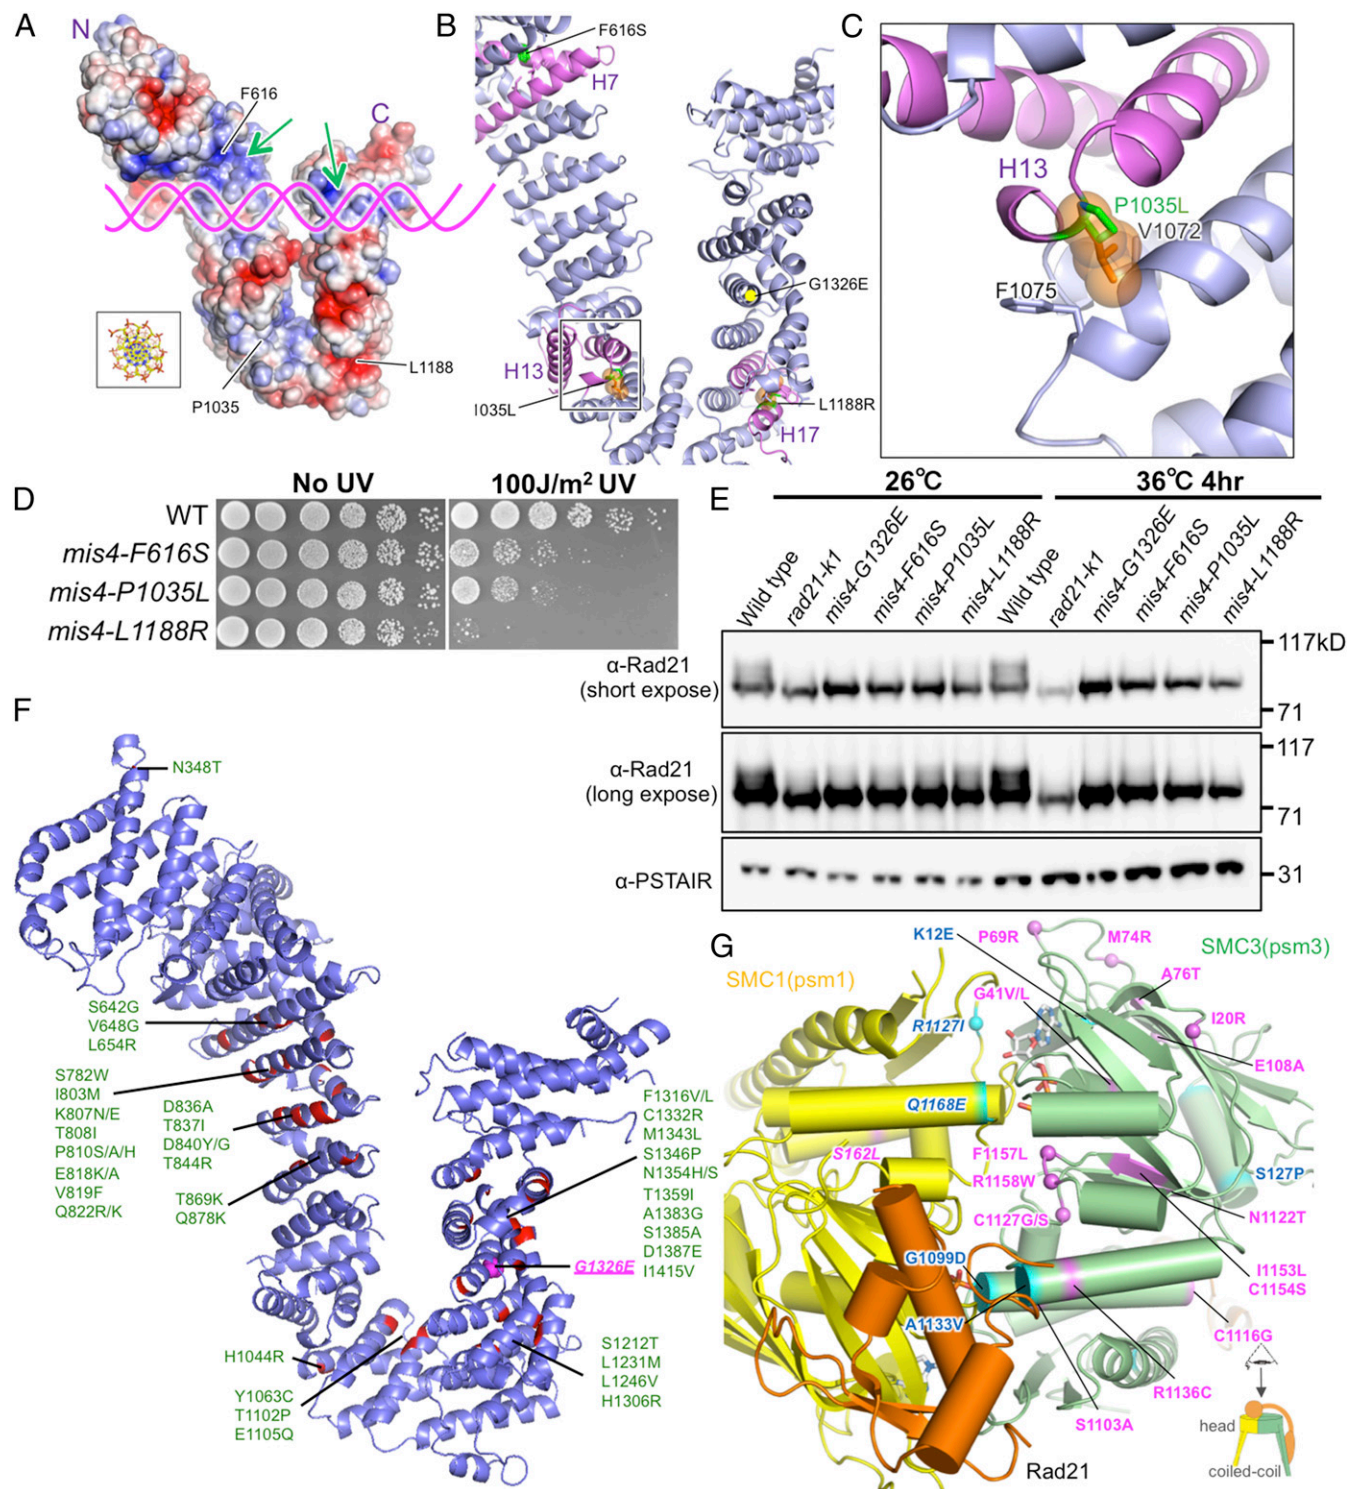 A
N
F616
C
P1035
L1188
B
F616S
H7
G1326E
H13
1035L
L1188R
H17
C
H13
P1035L
V1072
F1075
D
No UV
100J/m² UV
WT
mis4-F616S
mis4-P1035L
mis4-L1188R
E
26°C
36°C 4hr
Wild type
rad21-k1
mis4-G1326E
mis4-F616S
mis4-P1035L
mis4-L1188R
Wild type
rad21-k1
mis4-G1326E
mis4-F616S
mis4-P1035L
mis4-L1188R
α-Rad21
(short expose)
117kD
71
α-Rad21
(long expose)
117
71
α-PSTAIR
31
F
N348T
S642G
V648G
L654R
S782W
I803M
K807N/E
T808I
P810S/A/H
E818K/A
V819F
Q822R/K
D836A
T837I
D840Y/G
T844R
T869K
Q878K
F1316V/L
C1332R
M1343L
S1346P
N1354H/S
T1359I
A1383G
S1385A
D1387E
I1415V
G1326E
H1044R
Y1063C
T1102P
E1105Q
S1212T
L1231M
L1246V
H1306R
G
SMC1(psm1)
K12E
P69R
M74R
SMC3(psm3)
G41V/L
A76T
R1127I
I20R
E108A
Q1168E
S162L
F1157L
R1158W
S127P
C1127G/S
N1122T
G1099D
I1153L
C1154S
A1133V
C1116G
R1136C
S1103A
Rad21
head
coiled-coil